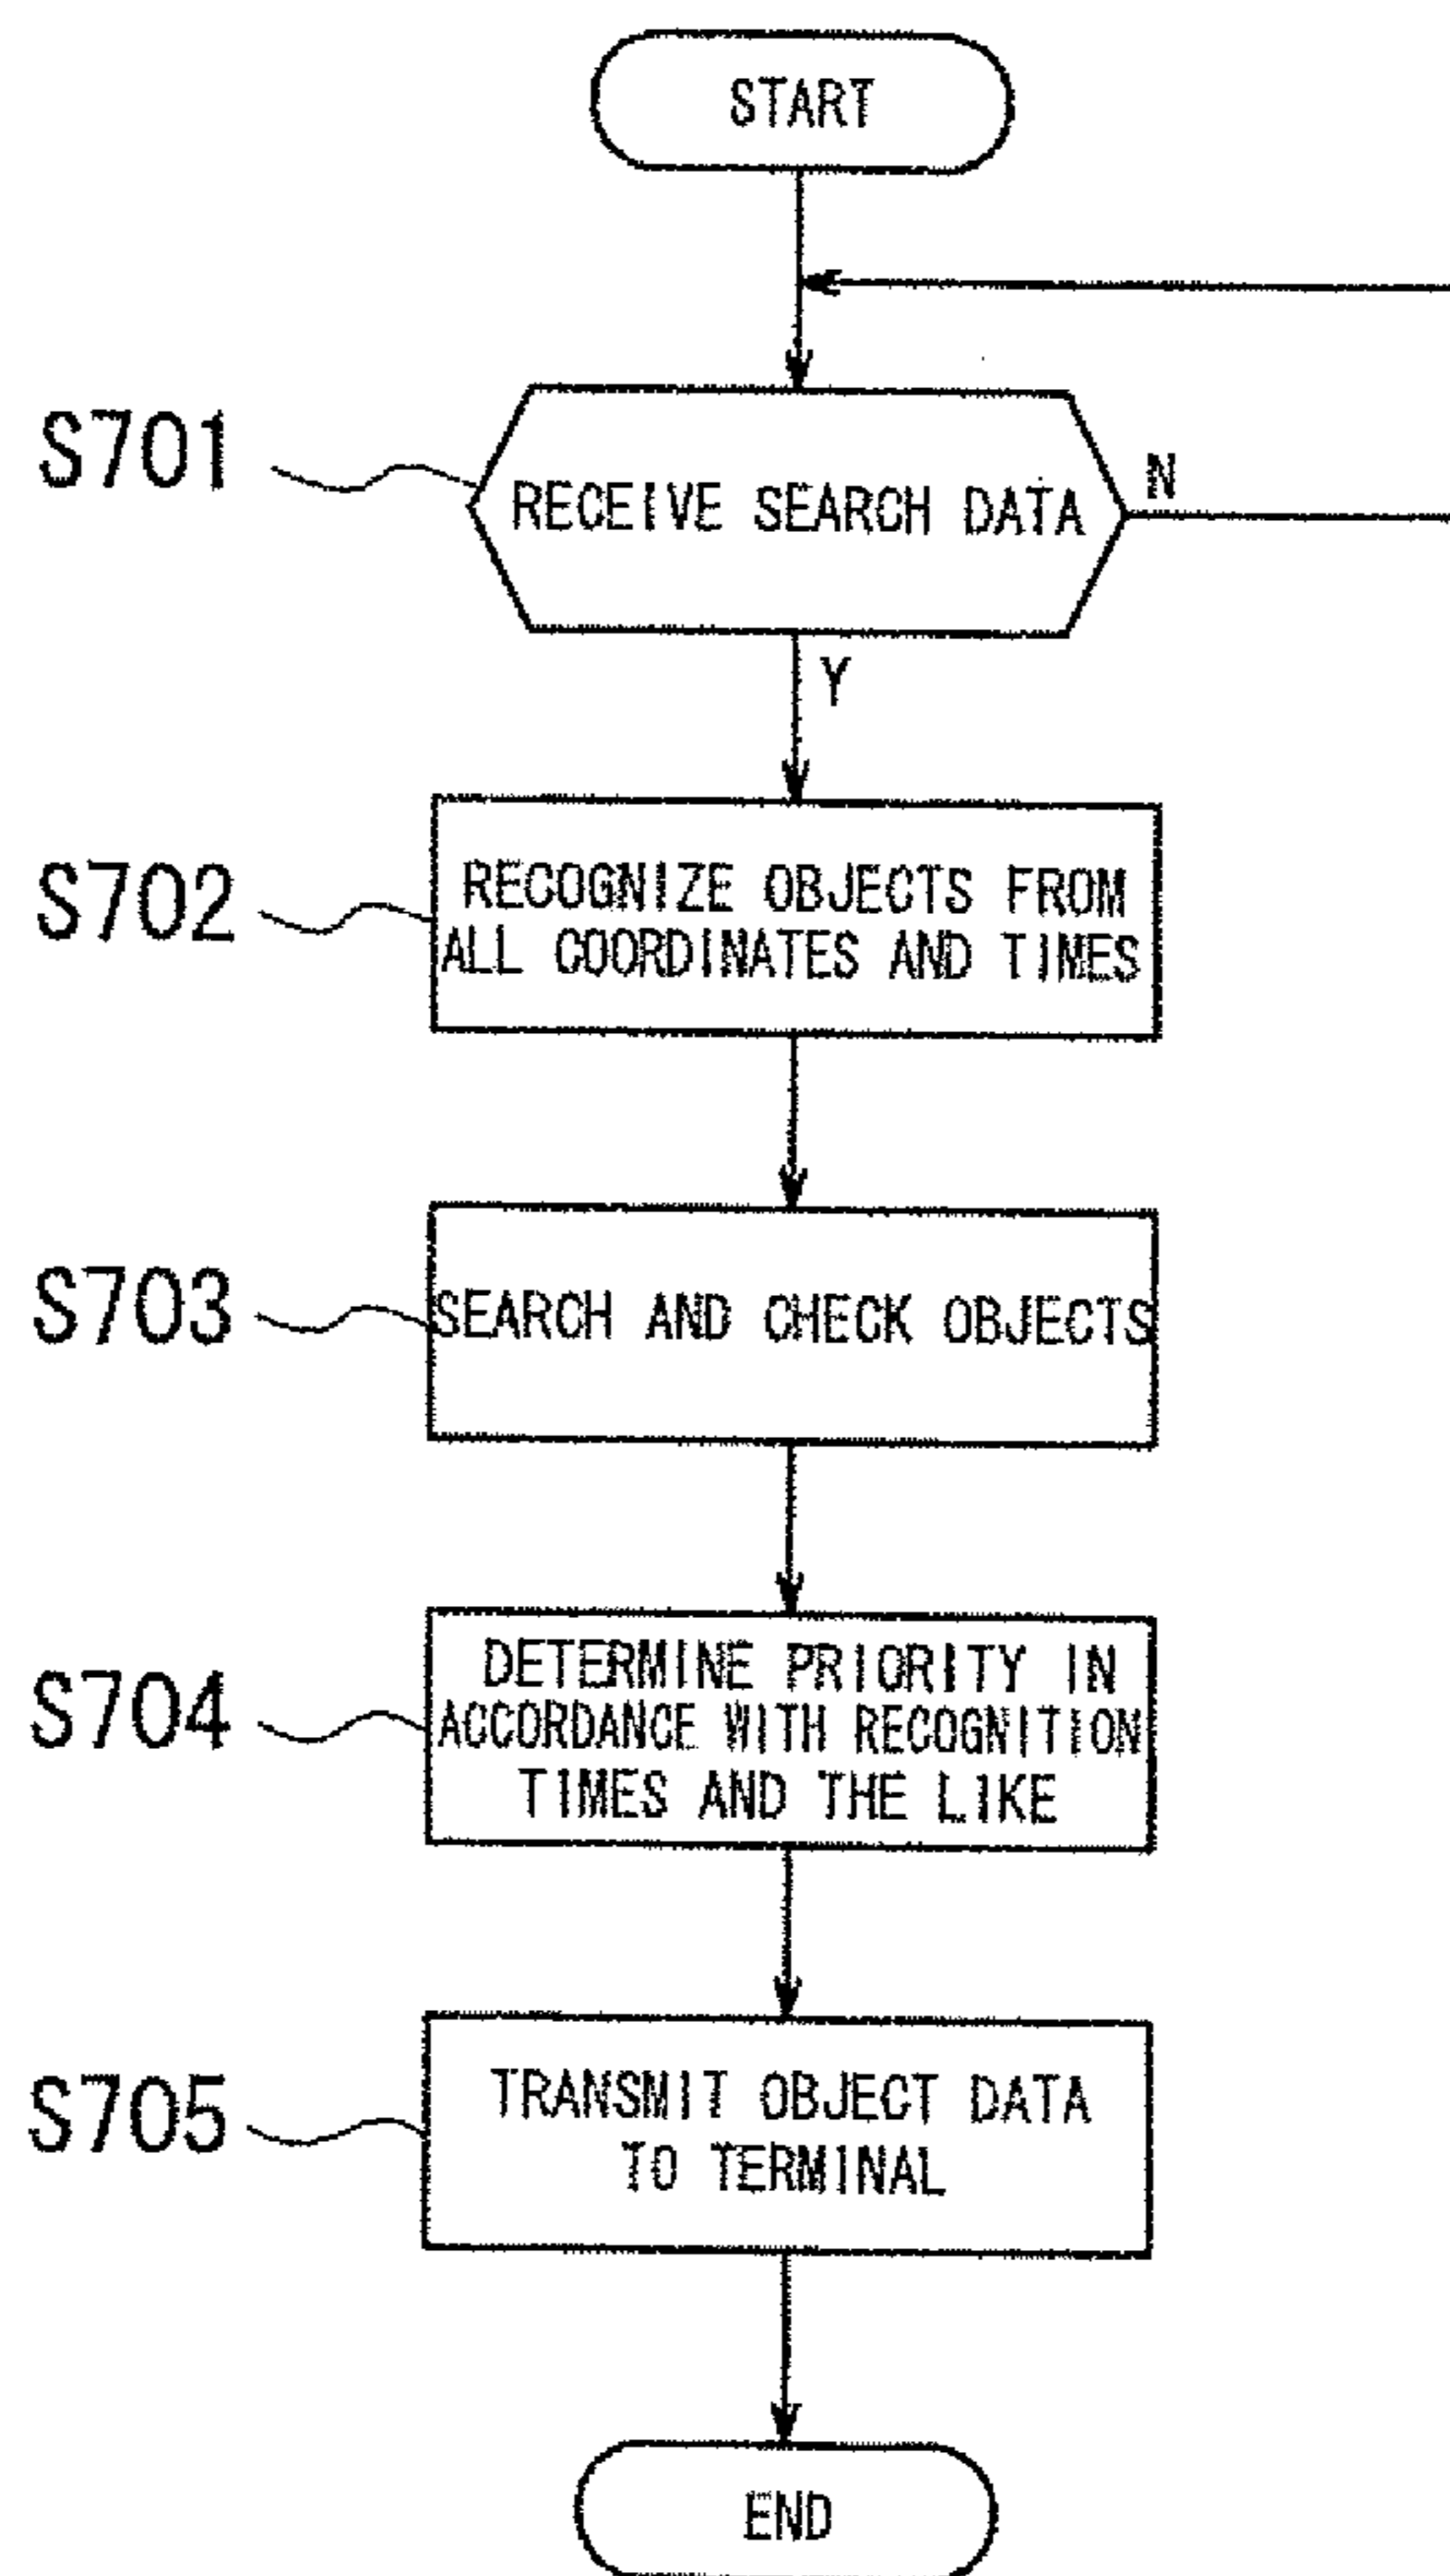 START
S701
RECEIVE SEARCH DATA
N
Y
S702
RECOGNIZE OBJECTS FROM
ALL COORDINATES AND TIMES
S703
SEARCH AND CHECK OBJECTS
S704
DETERMINE PRIORITY IN
ACCORDANCE WITH RECOGNITION
TIMES AND THE LIKE
S705
TRANSMIT OBJECT DATA
TO TERMINAL
END